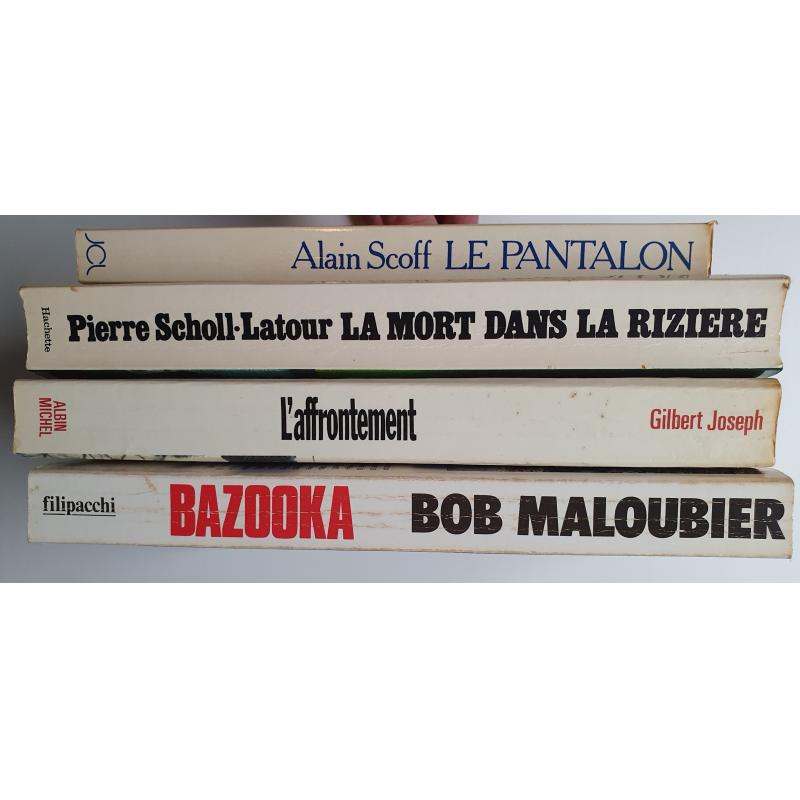 JCL Alain Scoff LE PANTALON
Hachette Pierre Scholl-Latour LA MORT DANS LA RIZIERE
ALBIN MICHEL L'affrontement Gilbert Joseph
filipacchi BAZOOKA BOB MALOUBIER